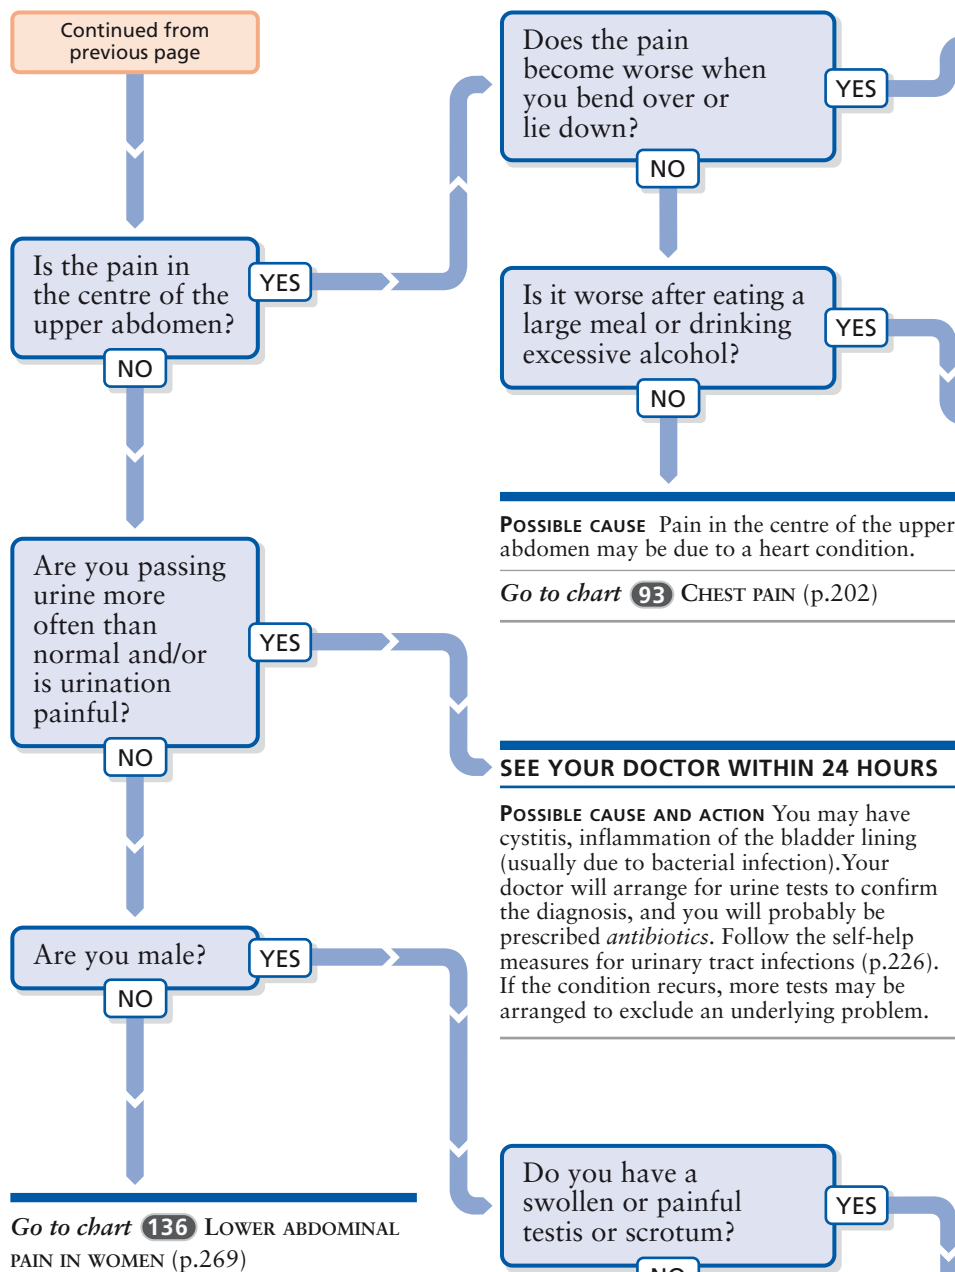 Continued from
previous page
Does the pain
become worse when
you bend over or
lie down?
YES
NO
Is the pain in
the centre of the
upper abdomen?
YES
NO
Is it worse after eating a
large meal or drinking
excessive alcohol?
YES
NO
POSSIBLE CAUSE Pain in the centre of the upper
abdomen may be due to a heart condition.
Go to chart 93 CHEST PAIN (p.202)
Are you passing
urine more
often than
normal and/or
is urination
painful?
YES
NO
SEE YOUR DOCTOR WITHIN 24 HOURS
POSSIBLE CAUSE AND ACTION You may have
cystitis, inflammation of the bladder lining
(usually due to bacterial infection).Your
doctor will arrange for urine tests to confirm
the diagnosis, and you will probably be
prescribed antibiotics. Follow the self-help
measures for urinary tract infections (p.226).
If the condition recurs, more tests may be
arranged to exclude an underlying problem.
Are you male?
YES
NO
Go to chart 136 LOWER ABDOMINAL
PAIN IN WOMEN (p.269)
Do you have a
swollen or painful
testis or scrotum?
YES
NO